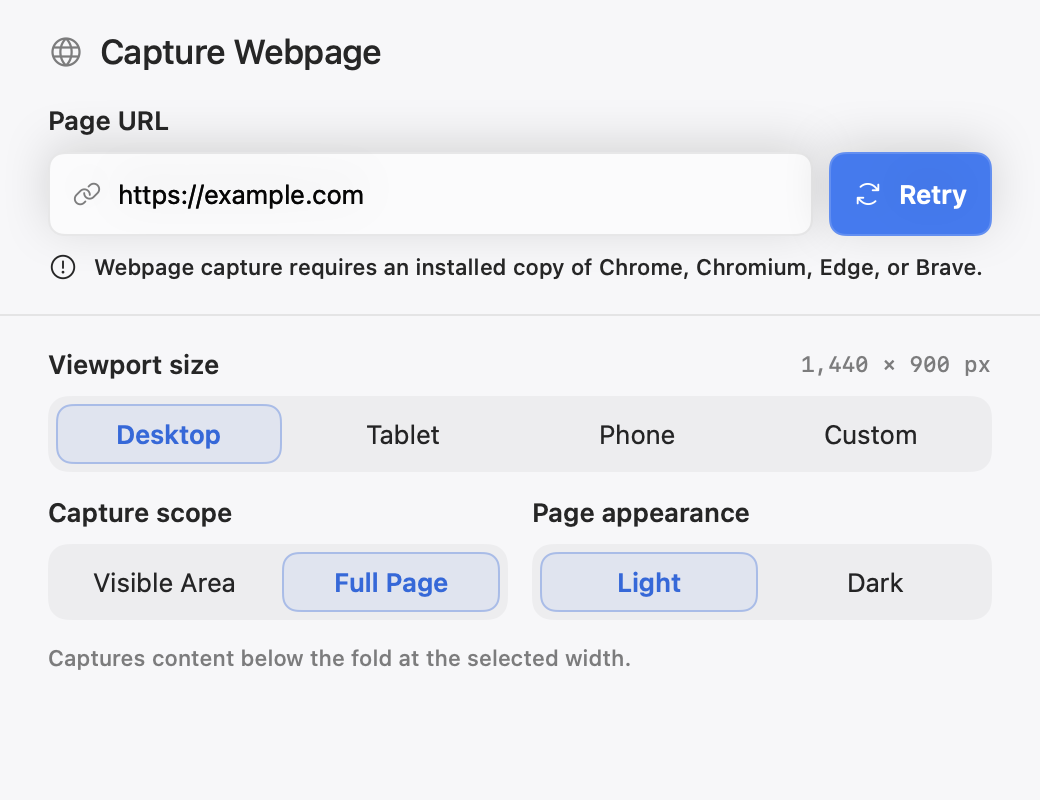 Capture Webpage
Page URL
https://example.com
Retry
Webpage capture requires an installed copy of Chrome, Chromium, Edge, or Brave.
Viewport size
1,440 × 900 px
Desktop Tablet Phone Custom
Capture scope
Page appearance
Visible Area Full Page
Light Dark
Captures content below the fold at the selected width.